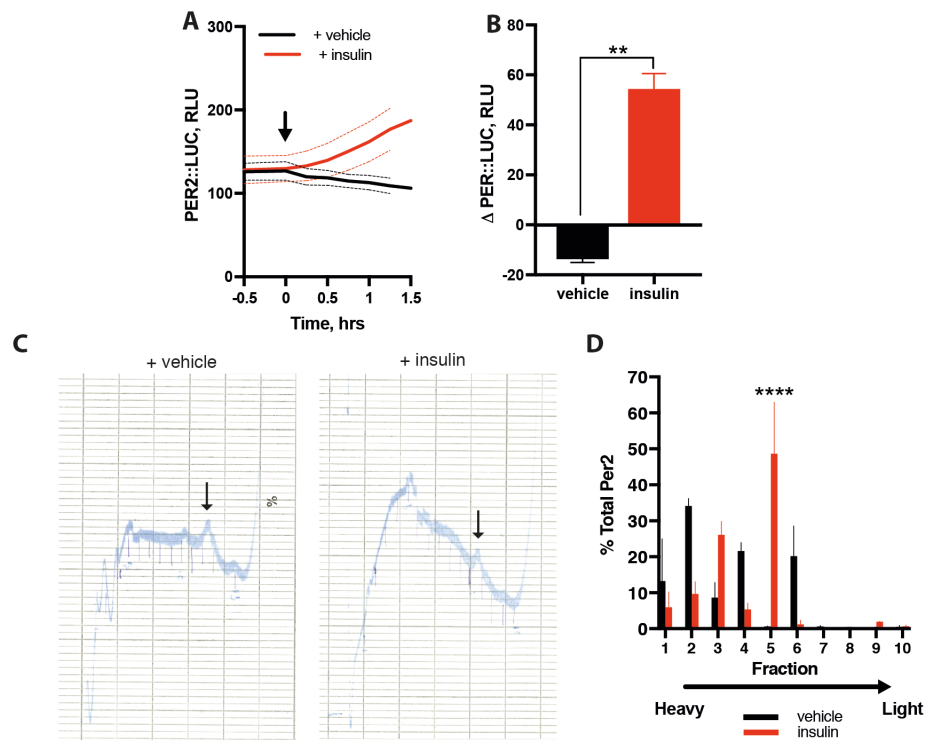 A
300
200
100
0
PER2::LUC, RLU
+ vehicle
+ insulin
-0.5
0
0.5
1
1.5
Time, hrs
B
80
60
40
20
0
-20
Δ PER::LUC, RLU
**
vehicle
insulin
C
+ vehicle
+ insulin
%
D
70
60
50
40
30
20
10
0
% Total Per2
****
1 2 3 4 5 6 7 8 9 10
Fraction
Heavy
Light
vehicle
insulin